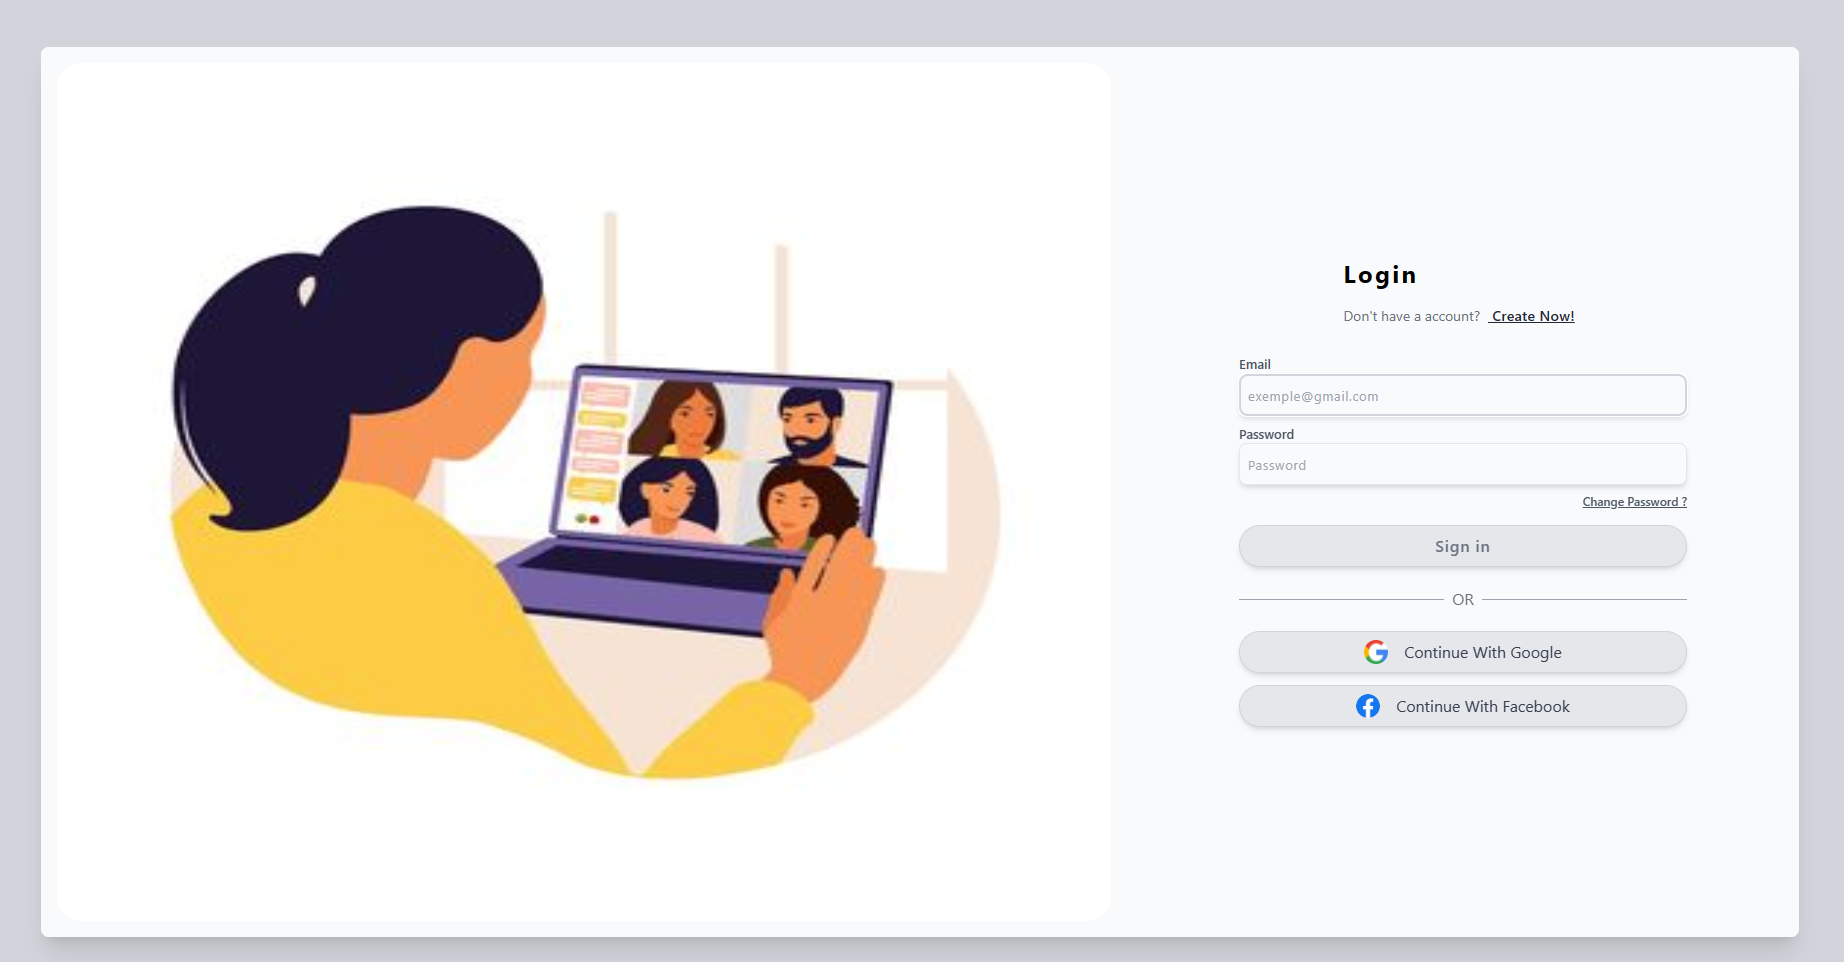 Login
Don't have a account? Create Now!
Email
exemple@gmail.com
Password
Password
Change Password ?
Sign in
OR
Continue With Google
Continue With Facebook